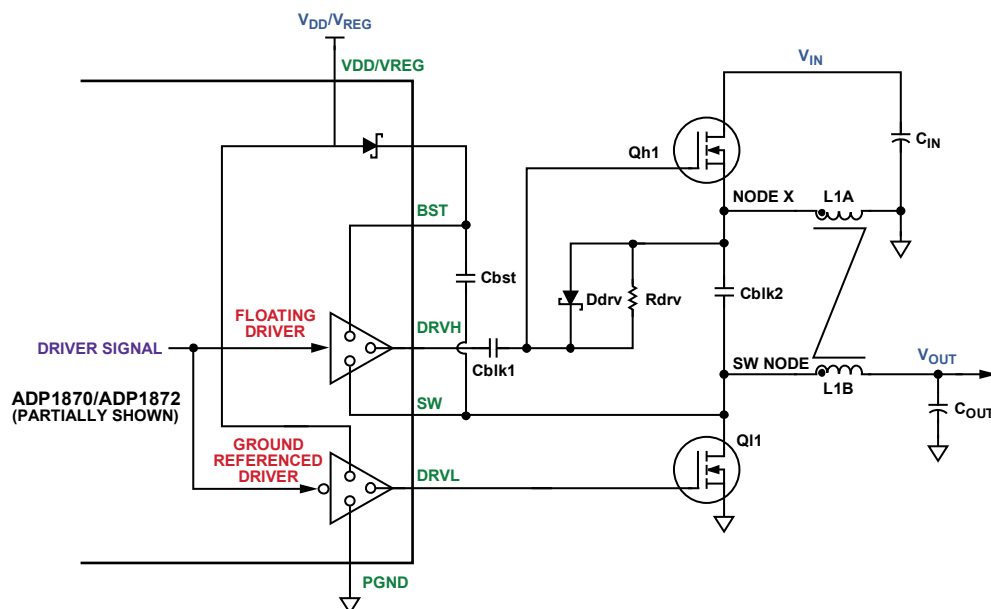 VDD/VREG
VDD/VREG
VIN
CIN
Qh1
NODE X
L1A
BST
Cbst
Ddrv
Rdrv
Cblk2
FLOATING
DRIVER
DRVH
DRIVER SIGNAL
Cblk1
SW NODE
L1B
VOUT
COUT
ADP1870/ADP1872
(PARTIALLY SHOWN)
SW
GROUND
REFERENCED
DRIVER
DRVL
Ql1
PGND